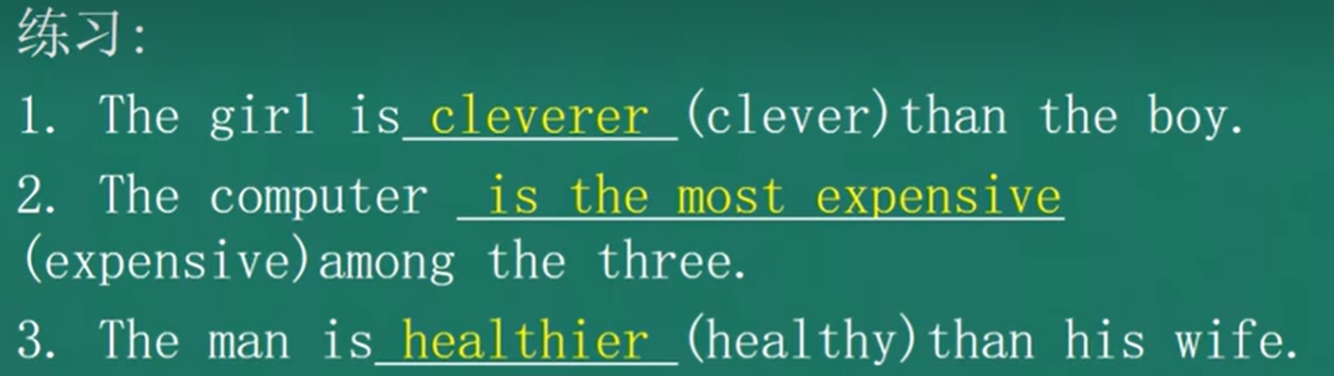 练习:
1. The girl is cleverer (clever)than the boy.
2. The computer is the most expensive
(expensive)among the three.
3. The man is healthier (healthy)than his wife.